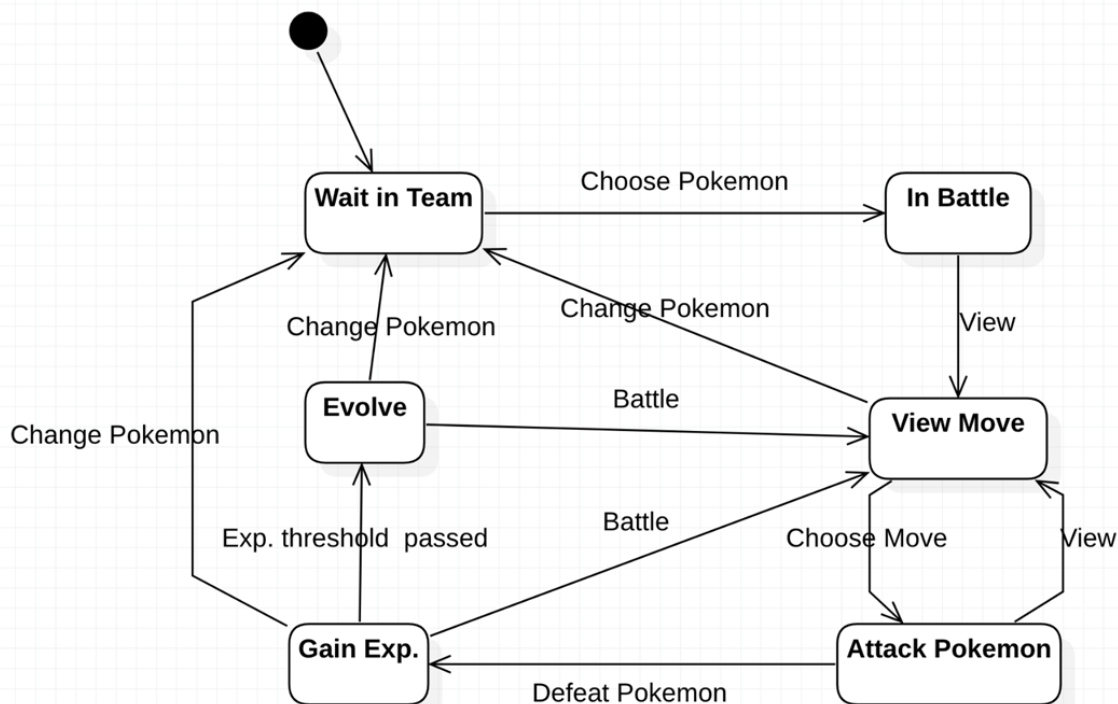 Choose Pokemon
Wait in Team
In Battle
Change Pokemon
View
Change Pokemon
Battle
Evolve
View Move
Change Pokemon
Battle
Exp. threshold  passed
Choose Move
View
Gain Exp.
Attack Pokemon
Defeat Pokemon